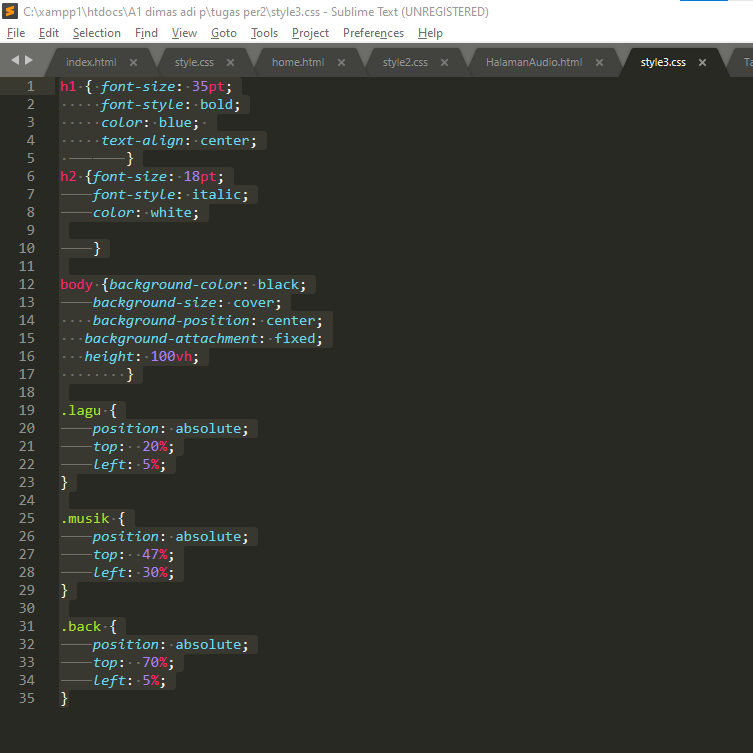 C:\xampp1\htdocs\A1 dimas adi p\tugas per2\style3.css - Sublime Text (UNREGISTERED)
File Edit Selection Find View Goto Tools Project Preferences Help
index.html × style.css × home.html × style2.css × HalamanAudio.html × style3.css × Ta
1 h1 { font-size: 35pt;
2 font-style: bold;
3 color: blue;
4 text-align: center;
5 }
6 h2 {font-size: 18pt;
7 font-style: italic;
8 color: white;
9
10 }
11
12 body {background-color: black;
13 background-size: cover;
14 background-position: center;
15 background-attachment: fixed;
16 height: 100vh;
17 }
18
19 .lagu {
20 position: absolute;
21 top:  20%;
22 left: 5%;
23 }
24
25 .musik {
26 position: absolute;
27 top:  47%;
28 left: 30%;
29 }
30
31 .back {
32 position: absolute;
33 top:  70%;
34 left: 5%;
35 }